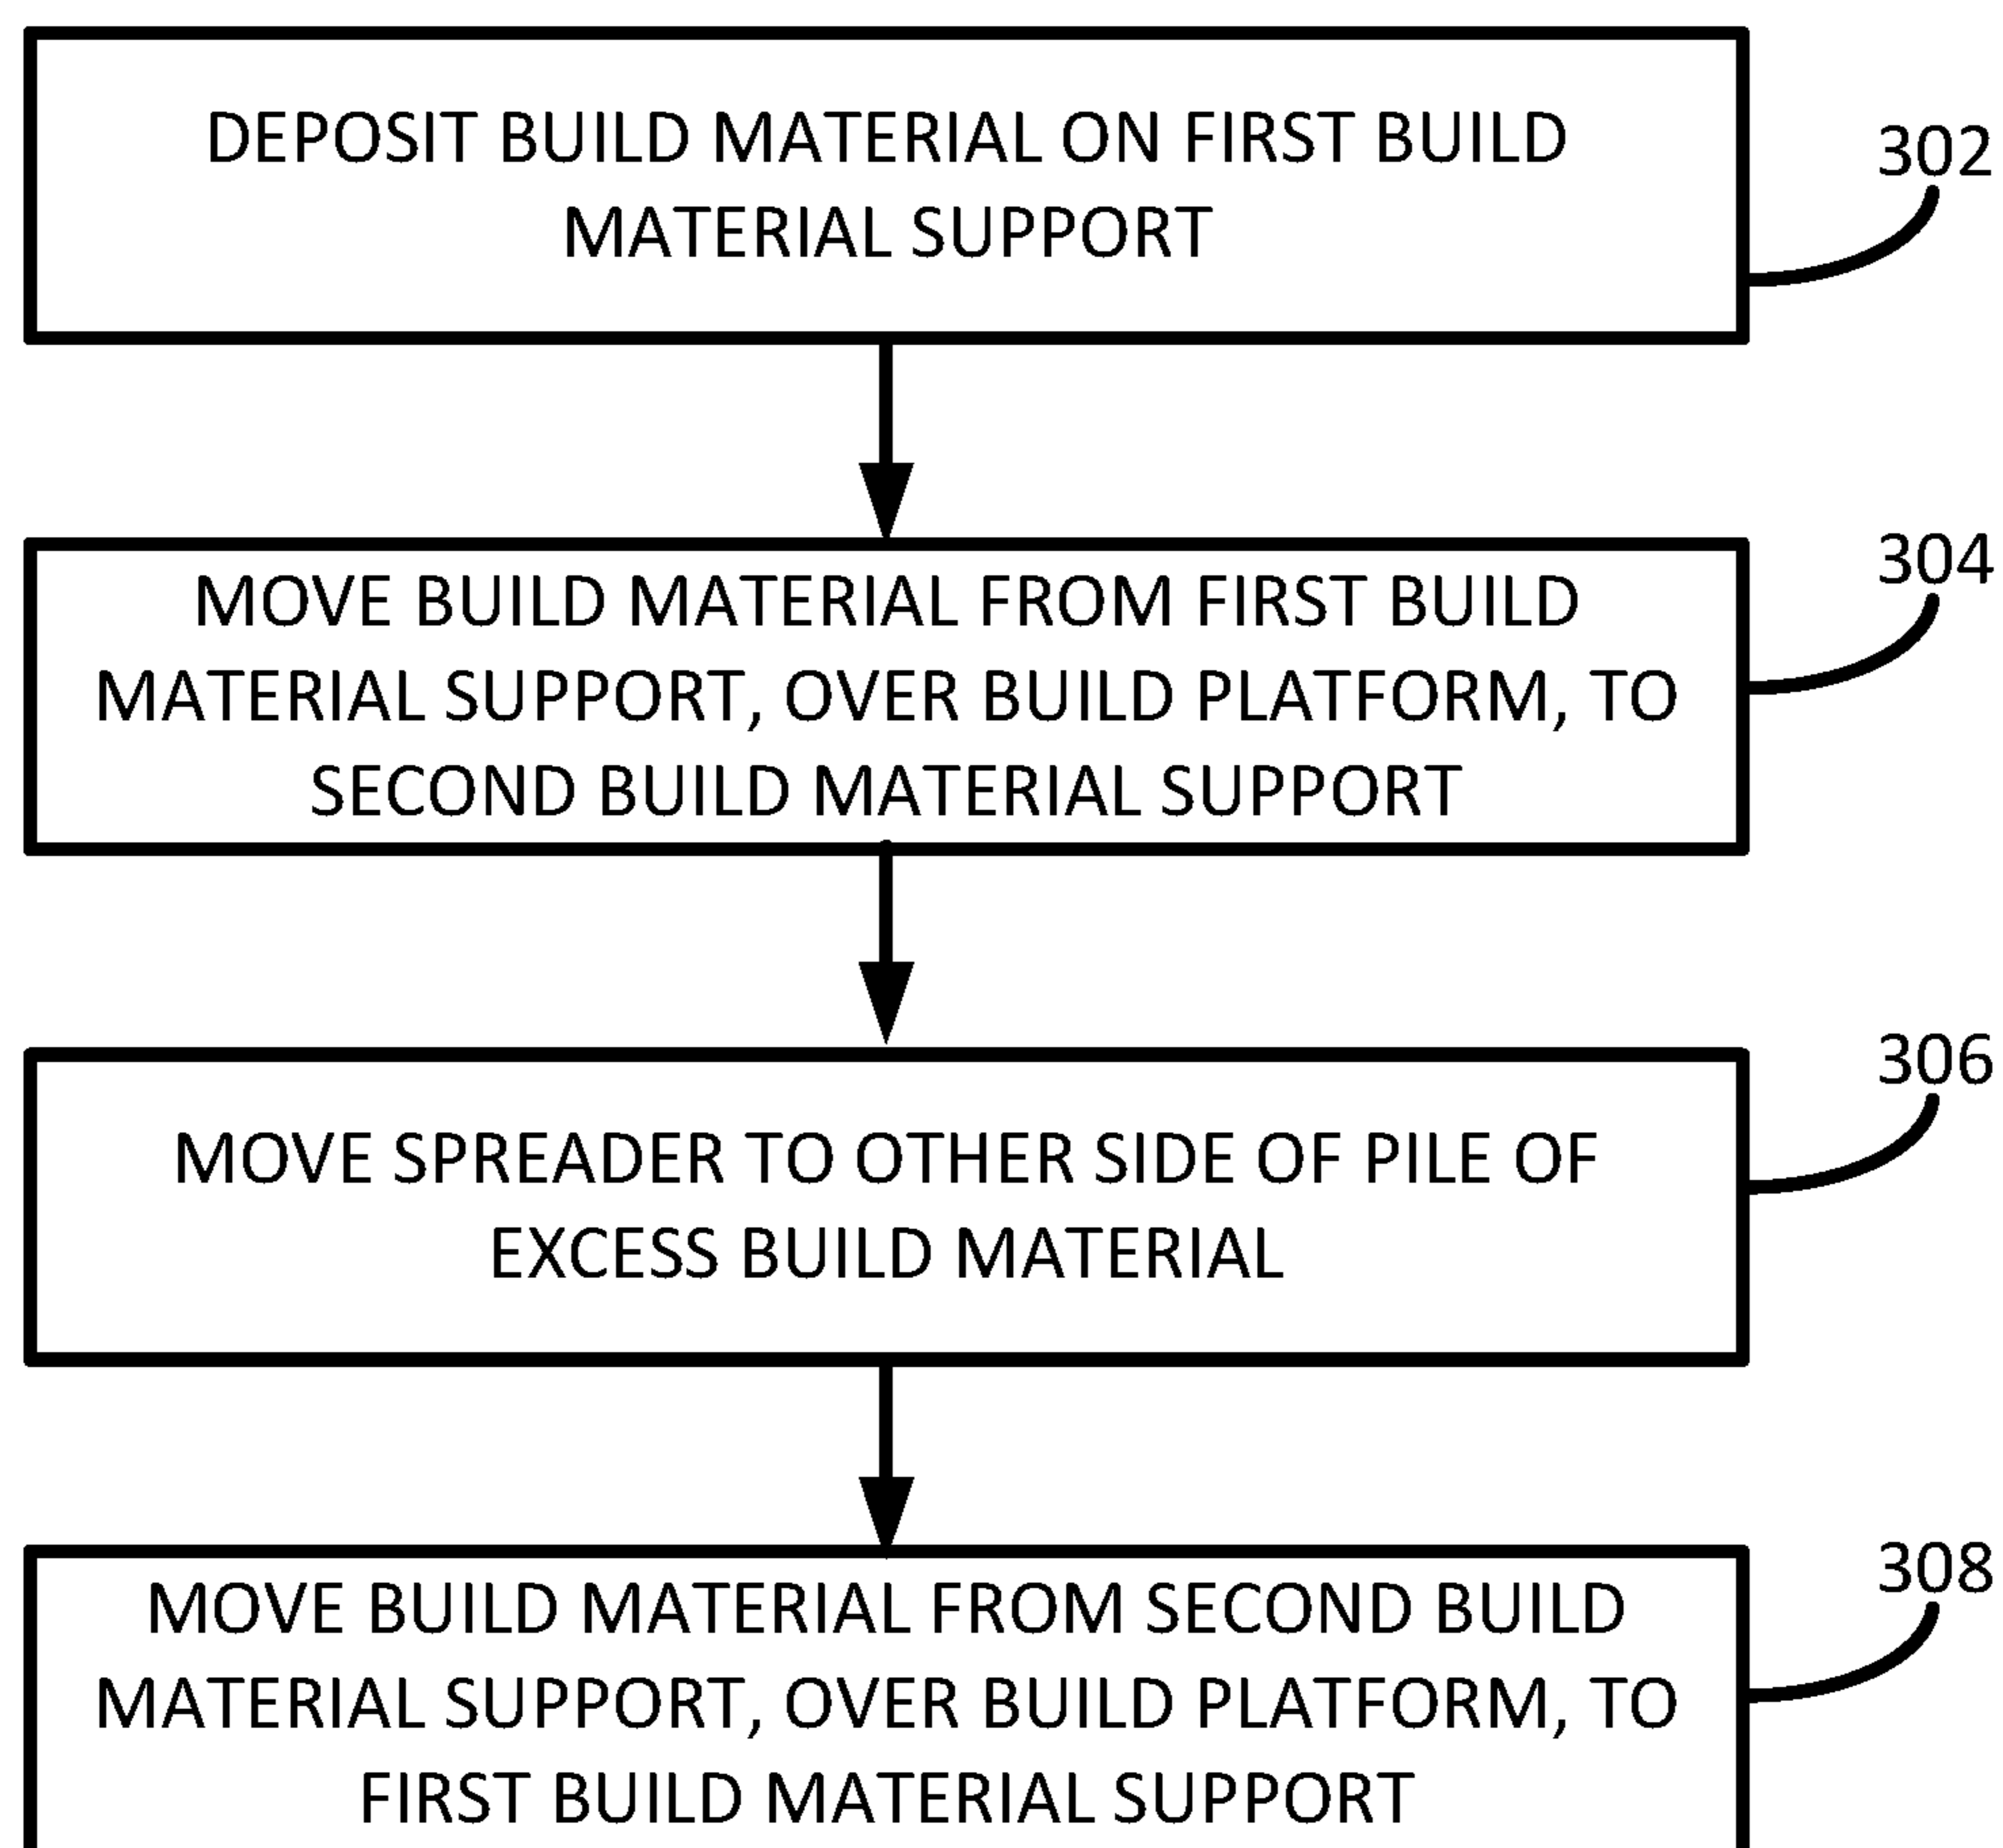 DEPOSIT BUILD MATERIAL ON FIRST BUILD
MATERIAL SUPPORT
302
MOVE BUILD MATERIAL FROM FIRST BUILD
MATERIAL SUPPORT, OVER BUILD PLATFORM, TO
SECOND BUILD MATERIAL SUPPORT
304
MOVE SPREADER TO OTHER SIDE OF PILE OF
EXCESS BUILD MATERIAL
306
MOVE BUILD MATERIAL FROM SECOND BUILD
MATERIAL SUPPORT, OVER BUILD PLATFORM, TO
FIRST BUILD MATERIAL SUPPORT
308